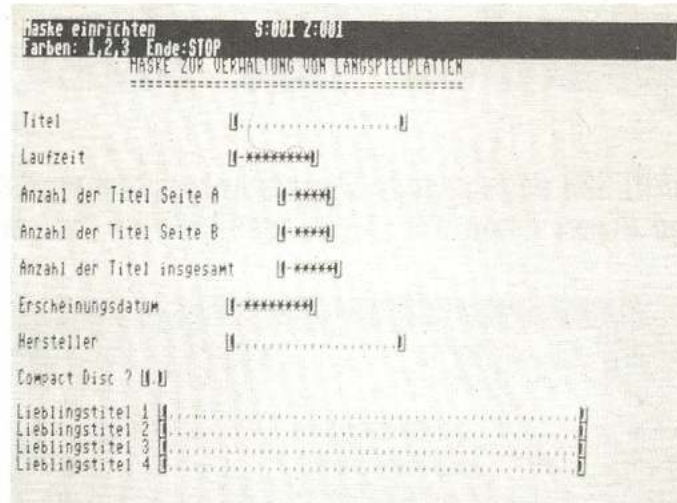 Maske einrichten S:001 Z:001
Farben: 1,2,3 Ende:STOP
MASKE ZUR VERWALTUNG VON LANGSPIELPLATTEN
Titel
Laufzeit
Anzahl der Titel Seite A
Anzahl der Titel Seite B
Anzahl der Titel insgesamt
Erscheinungsdatum
Hersteller
Compact Disc ?
Lieblingstitel 1
Lieblingstitel 2
Lieblingstitel 3
Lieblingstitel 4